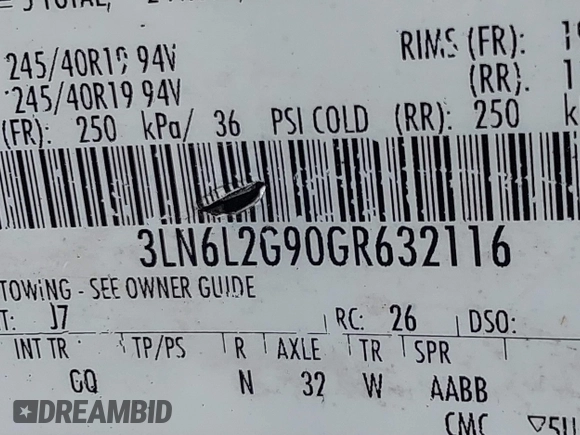 245/40R19 94V RIMS (FR):
245/40R19 94V (RR).
(FR): 250 kPa/ 36 PSI COLD (RR): 250
3LN6L2G90GR632116
TOWING - SEE OWNER GUIDE
T: J7 RC: 26 DSO:
INT TR TP/PS R AXLE TR SPR
GQ N 32 W AABB
DREAMBID